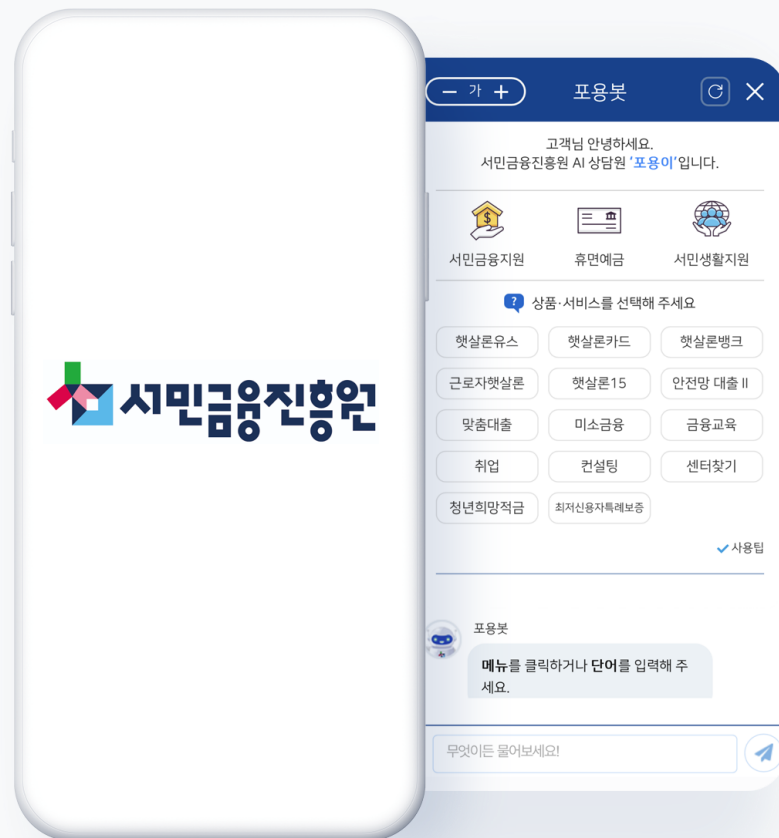 서민금융진흥원
- 가 +
포용봇
고객님 안녕하세요.
서민금융진흥원 AI 상담원 '포용이'입니다.
서민금융지원
휴면예금
서민생활지원
? 상품·서비스를 선택해 주세요
햇살론유스
햇살론카드
햇살론뱅크
근로자햇살론
햇살론15
안전망 대출 II
맞춤대출
미소금융
금융교육
취업
컨설팅
센터찾기
청년희망적금
최저신용자특례보증
사용팁
포용봇
메뉴를 클릭하거나 단어를 입력해 주
세요.
무엇이든 물어보세요!